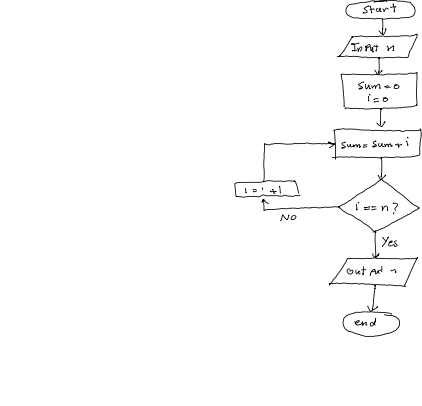 Start
Input n
sum=0
i=0
sum=sum+i
i=i+1
i==n?
NO
Yes
output n
end